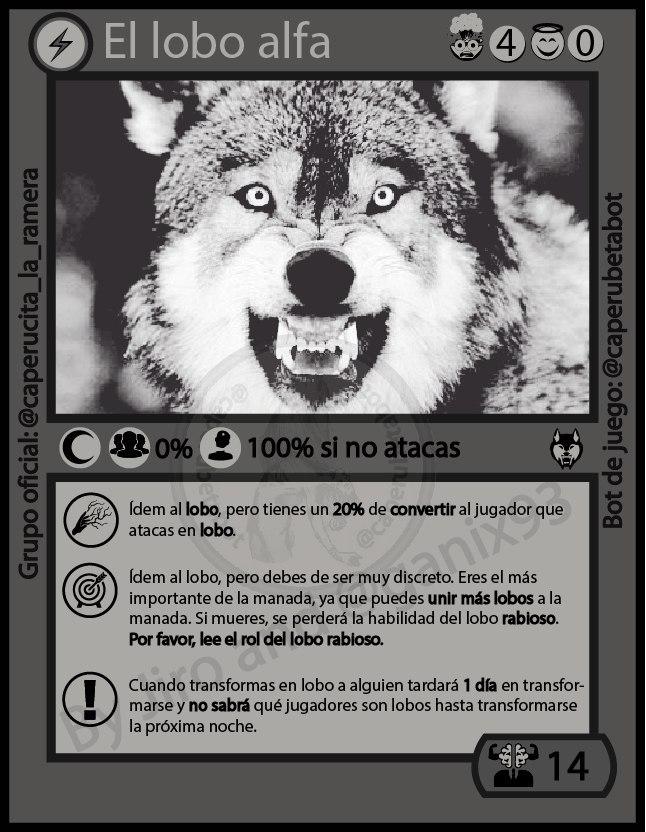 El lobo alfa
4
0
Grupo oficial: @caperucita_la_ramera
Bot de juego: @caperubetabot
0%
100% si no atacas
Ídem al lobo, pero tienes un 20% de convertir al jugador que
atacas en lobo.
Ídem al lobo, pero debes de ser muy discreto. Eres el más
importante de la manada, ya que puedes unir más lobos a la
manada. Si mueres, se perderá la habilidad del lobo rabioso.
Por favor, lee el rol del lobo rabioso.
Cuando transformas en lobo a alguien tardará 1 día en transfor-
marse y no sabrá qué jugadores son lobos hasta transformarse
la próxima noche.
By Jiro and @ganix93
14